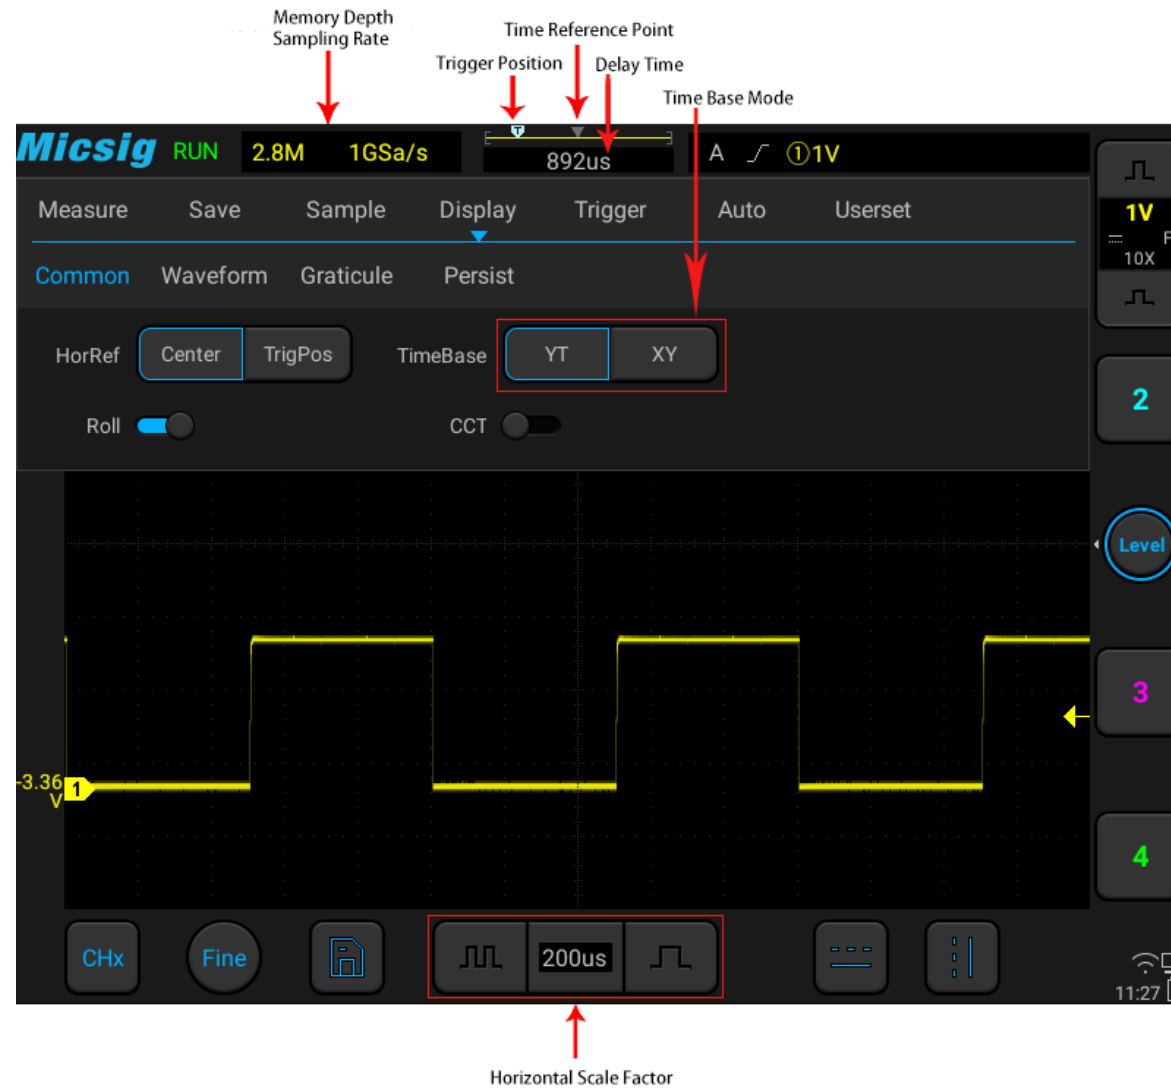 Memory Depth
Sampling Rate
Time Reference Point
Trigger Position
Delay Time
Time Base Mode
Micsig RUN 2.8M 1GSa/s T 892us A ①1V
Measure Save Sample Display Trigger Auto Userset
1V
F
10X
Common Waveform Graticule Persist
HorRef Center TrigPos TimeBase YT XY
Roll CCT
2
Level
3
-3.36
V
1
4
CHx Fine 200us
11:27
Horizontal Scale Factor